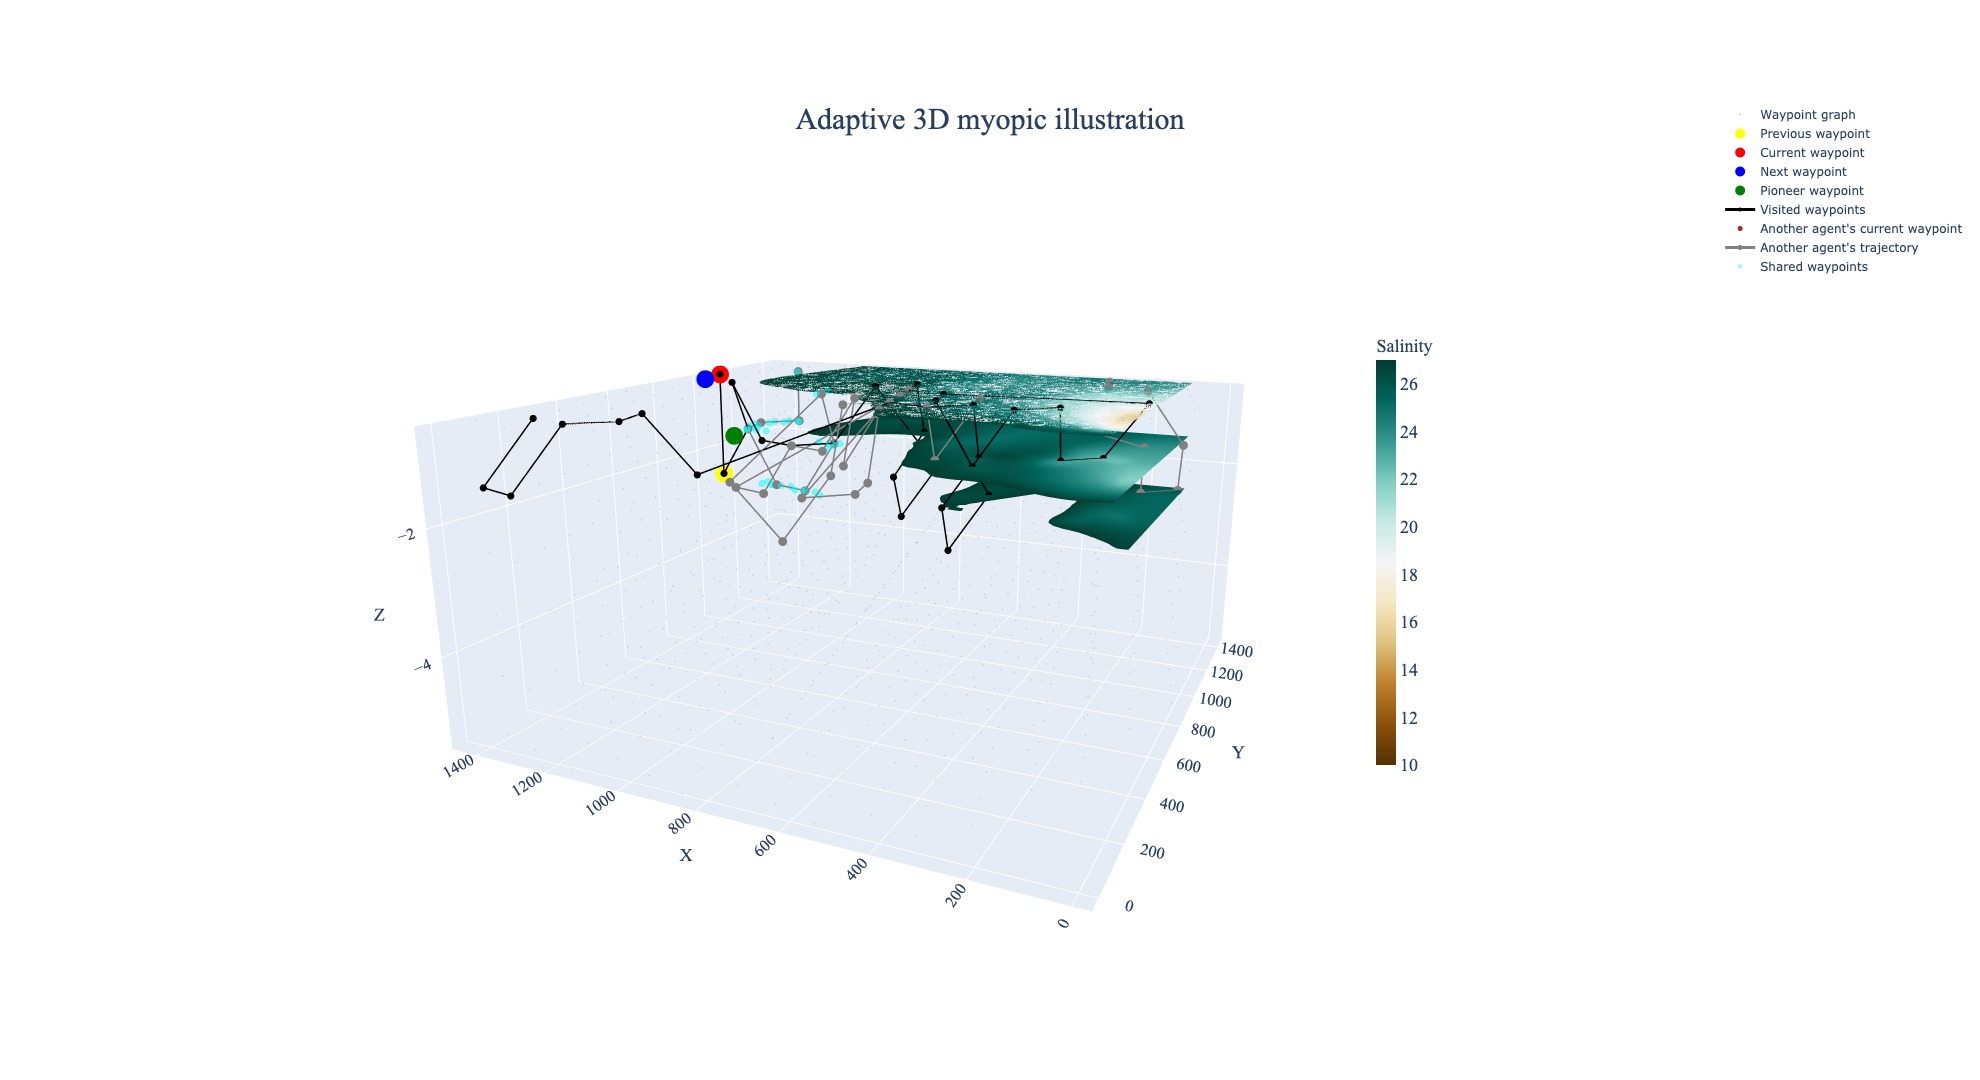 Adaptive 3D myopic illustration
Waypoint graph
Previous waypoint
Current waypoint
Next waypoint
Pioneer waypoint
Visited waypoints
Another agent's current waypoint
Another agent's trajectory
Shared waypoints
Salinity
26
24
22
20
18
16
14
12
10
−2
−4
Z
1400
1200
1000
800
600
400
200
0
X
1400
1200
1000
800
600
400
200
0
Y